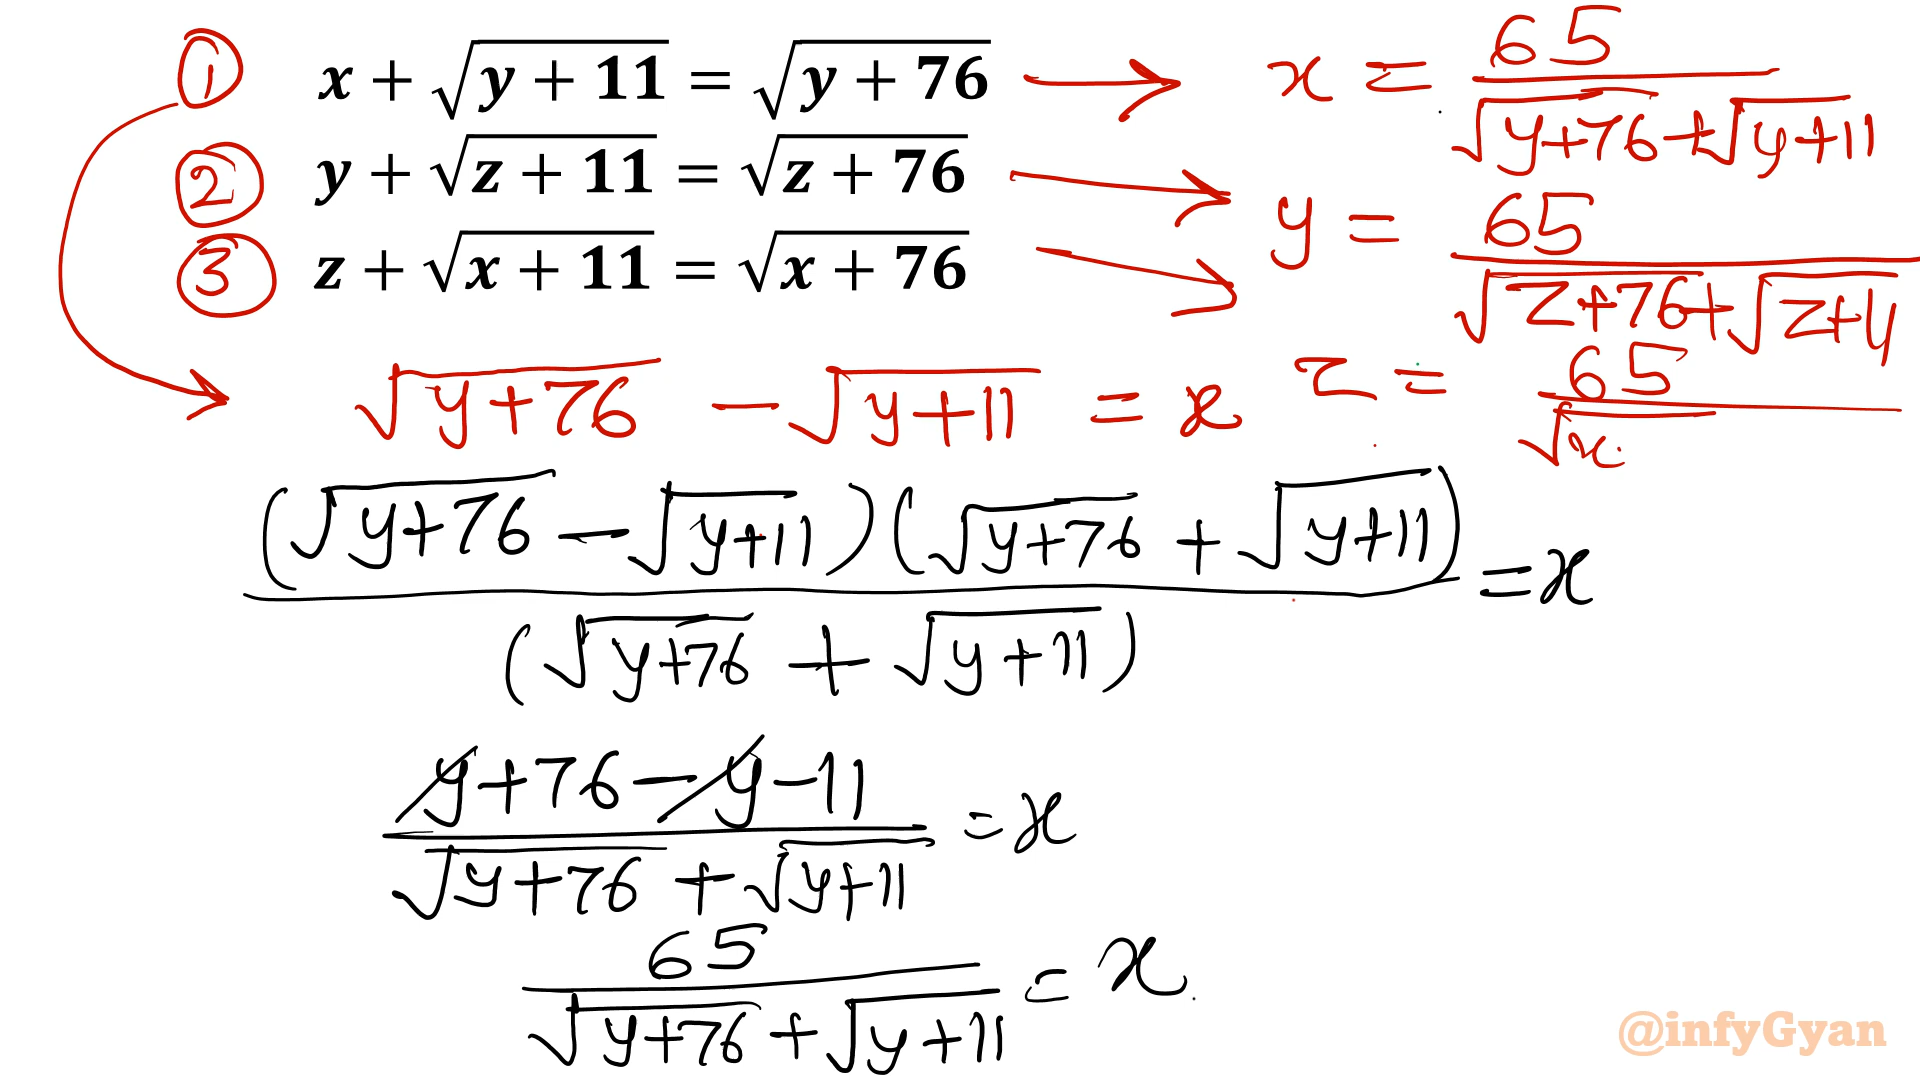 ① x + √(y + 11) = √(y + 76) → x = 65/(√(y+76) + √(y+11))
② y + √(z + 11) = √(z + 76) → y = 65/(√(z+76) + √(z+11))
③ z + √(x + 11) = √(x + 76) → z = 65/√x
√(y+76) − √(y+11) = x
(√(y+76) − √(y+11))(√(y+76) + √(y+11))/(√(y+76) + √(y+11)) = x
(y+76−y−11)/(√(y+76) + √(y+11)) = x
65/(√(y+76) + √(y+11)) = x
@infyGyan